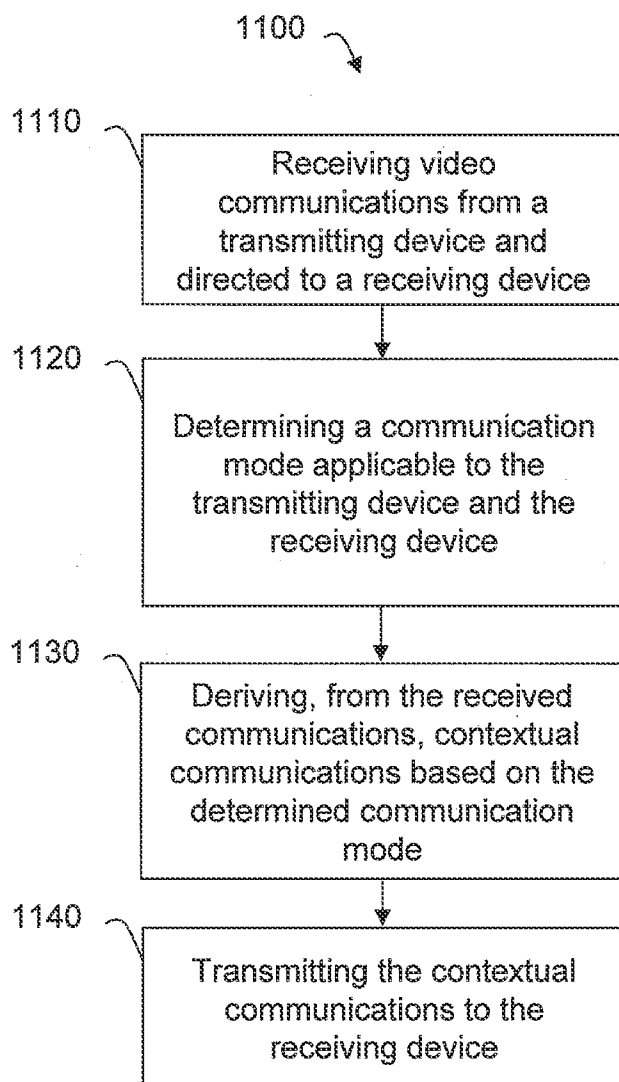 1100
1110
Receiving video
communications from a
transmitting device and
directed to a receiving device
1120
Determining a communication
mode applicable to the
transmitting device and the
receiving device
1130
Deriving, from the received
communications, contextual
communications based on the
determined communication
mode
1140
Transmitting the contextual
communications to the
receiving device